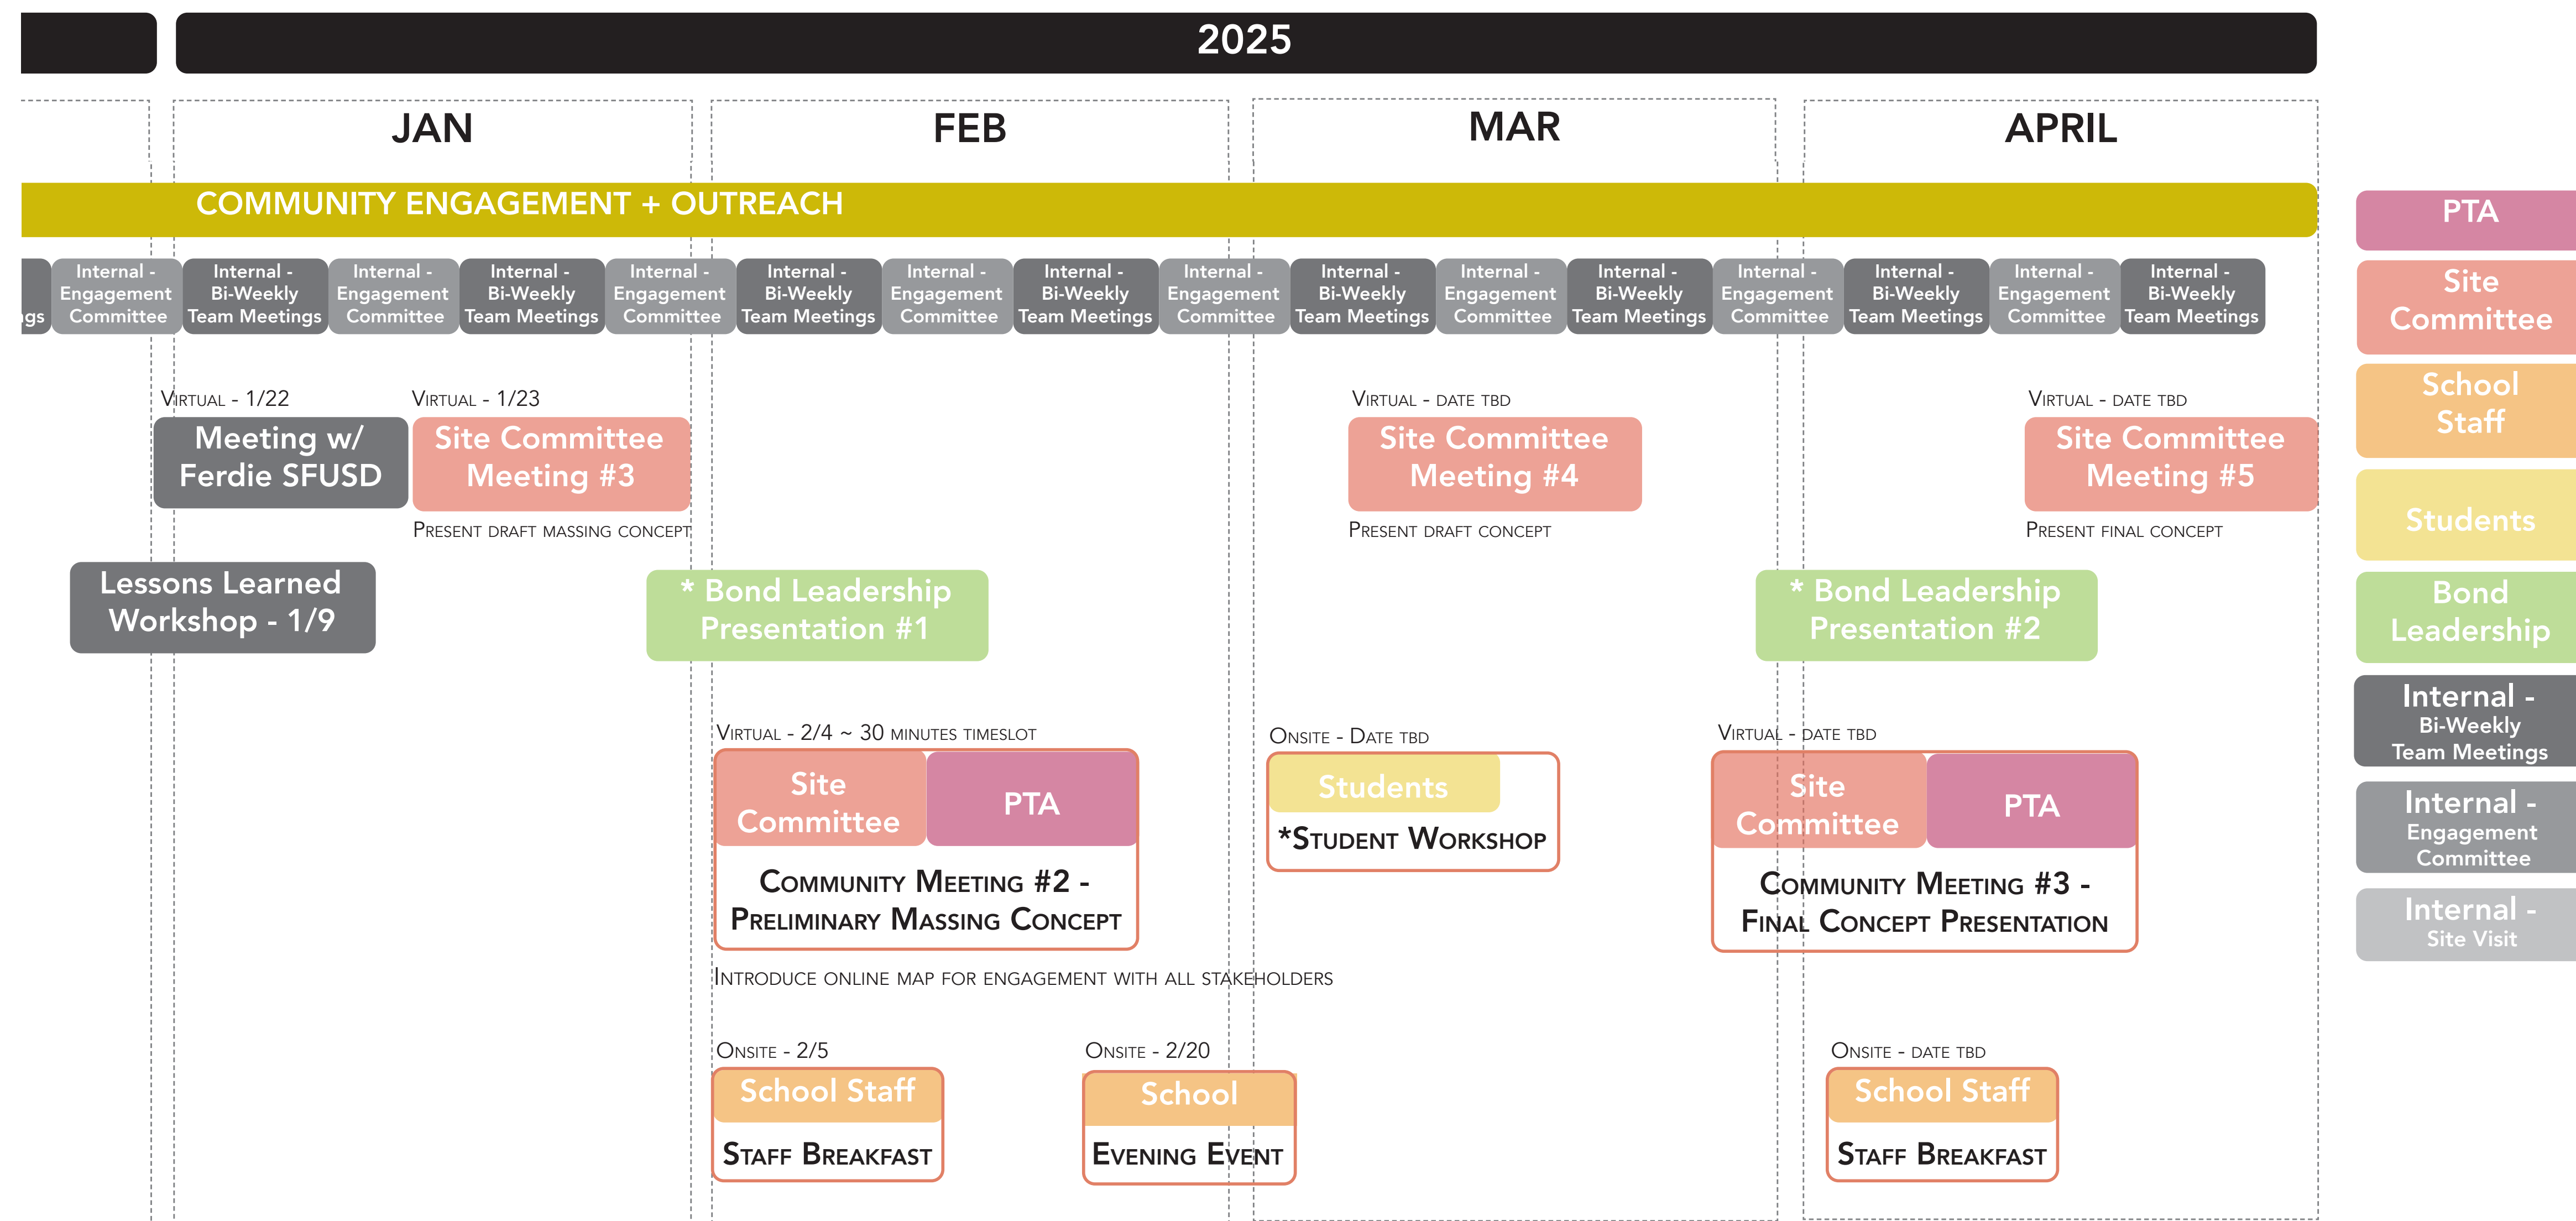 2025
JAN
FEB
MAR
APRIL
COMMUNITY ENGAGEMENT + OUTREACH
Internal -
Engagement
Committee
Internal -
Bi-Weekly
Team Meetings
Internal -
Engagement
Committee
Internal -
Bi-Weekly
Team Meetings
Internal -
Engagement
Committee
Internal -
Bi-Weekly
Team Meetings
Internal -
Engagement
Committee
Internal -
Bi-Weekly
Team Meetings
Internal -
Engagement
Committee
Internal -
Bi-Weekly
Team Meetings
Internal -
Engagement
Committee
Internal -
Bi-Weekly
Team Meetings
Internal -
Engagement
Committee
Internal -
Bi-Weekly
Team Meetings
Internal -
Engagement
Committee
Internal -
Bi-Weekly
Team Meetings
Virtual - 1/22
Meeting w/
Ferdie SFUSD
Virtual - 1/23
Site Committee
Meeting #3
Present draft massing concept
Virtual - date tbd
Site Committee
Meeting #4
Present draft concept
Virtual - date tbd
Site Committee
Meeting #5
Present final concept
Lessons Learned
Workshop - 1/9
* Bond Leadership
Presentation #1
* Bond Leadership
Presentation #2
Virtual - 2/4 ~ 30 minutes timeslot
Site
Committee
PTA
Community Meeting #2 -
Preliminary Massing Concept
Introduce online map for engagement with all stakeholders
Onsite - Date tbd
Students
*Student Workshop
Virtual - date tbd
Site
Committee
PTA
Community Meeting #3 -
Final Concept Presentation
Onsite - 2/5
School Staff
Staff Breakfast
Onsite - 2/20
School
Evening Event
Onsite - date tbd
School Staff
Staff Breakfast
PTA
Site
Committee
School
Staff
Students
Bond
Leadership
Internal -
Bi-Weekly
Team Meetings
Internal -
Engagement
Committee
Internal -
Site Visit